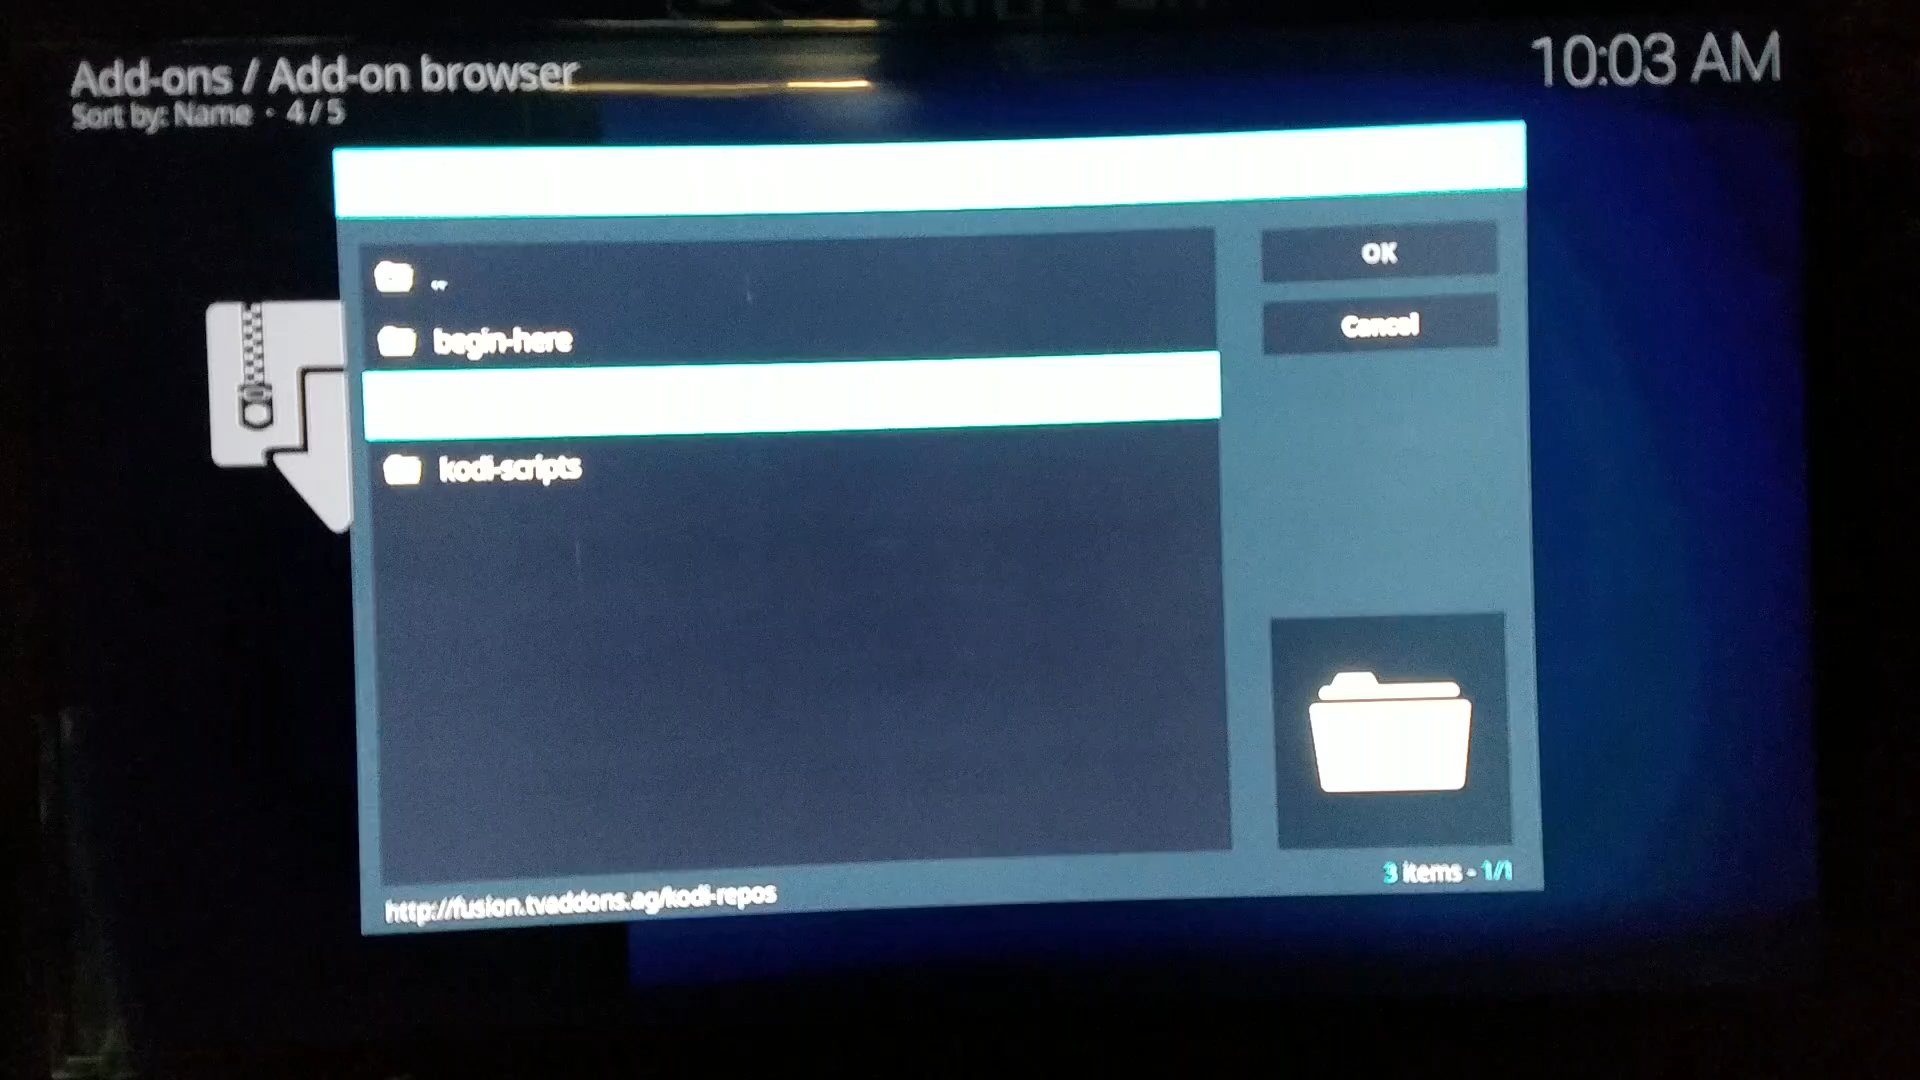 Add-ons / Add-on browser
Sort by: Name · 4 / 5
10:03 AM
..
begin-here
kodi-scripts
OK
Cancel
3 items - 1/1
http://fusion.tvaddons.ag/kodi-repos